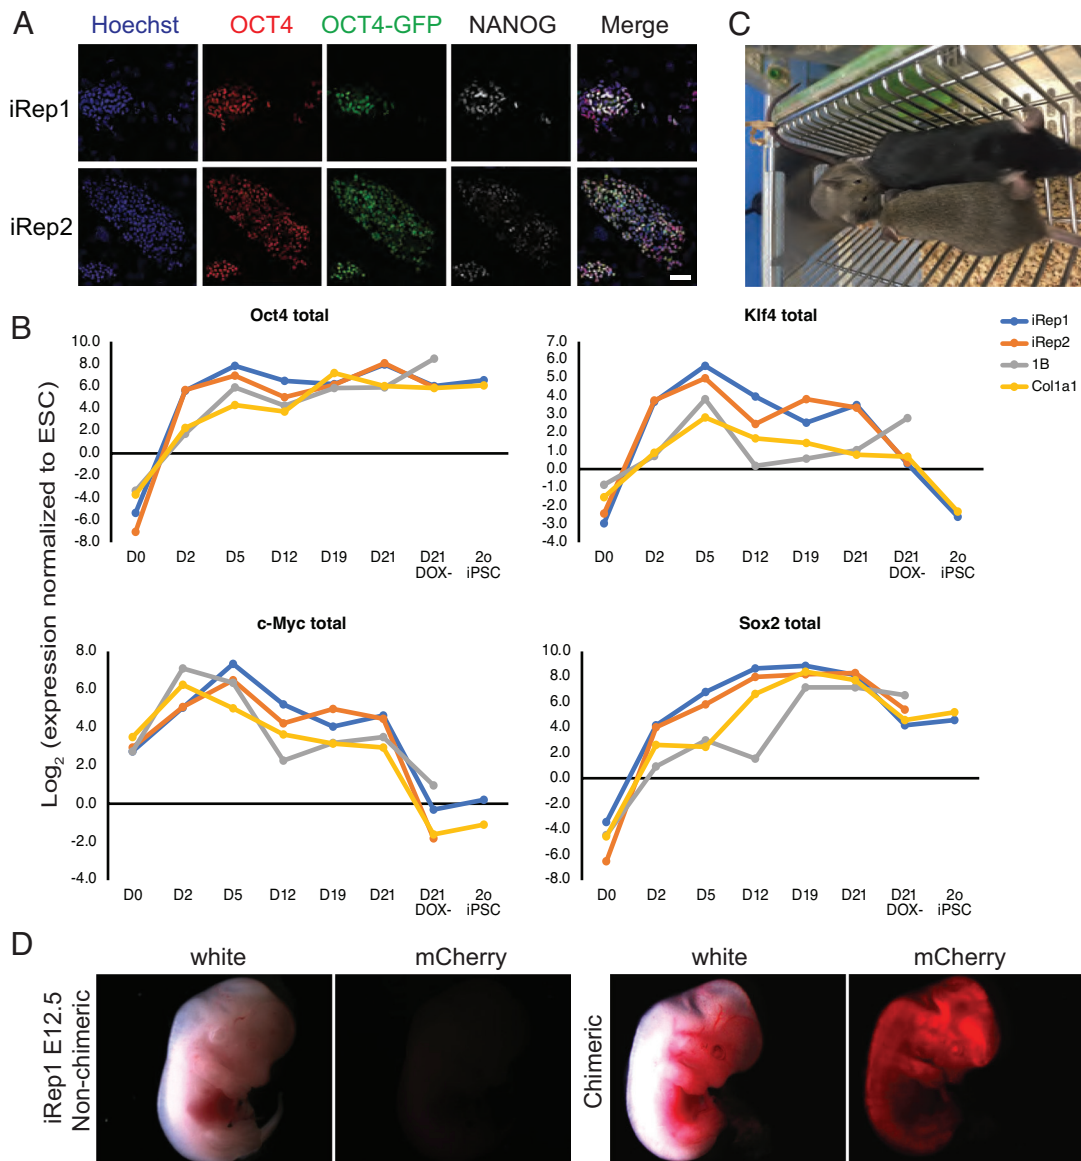 A
Hoechst
OCT4
OCT4-GFP
NANOG
Merge
iRep1
iRep2
C
B
Log₂ (expression normalized to ESC)
Oct4 total
10.0
8.0
6.0
4.0
2.0
0.0
-2.0
-4.0
-6.0
-8.0
D0
D2
D5
D12
D19
D21
D21
DOX-
2o
iPSC
Klf4 total
7.0
6.0
5.0
4.0
3.0
2.0
1.0
0.0
-1.0
-2.0
-3.0
-4.0
D0
D2
D5
D12
D19
D21
D21
DOX-
2o
iPSC
iRep1
iRep2
1B
Col1a1
c-Myc total
8.0
6.0
4.0
2.0
0.0
-2.0
-4.0
D0
D2
D5
D12
D19
D21
D21
DOX-
2o
iPSC
Sox2 total
10.0
8.0
6.0
4.0
2.0
0.0
-2.0
-4.0
-6.0
-8.0
D0
D2
D5
D12
D19
D21
D21
DOX-
2o
iPSC
D
white
mCherry
white
mCherry
iRep1 E12.5
Non-chimeric
Chimeric